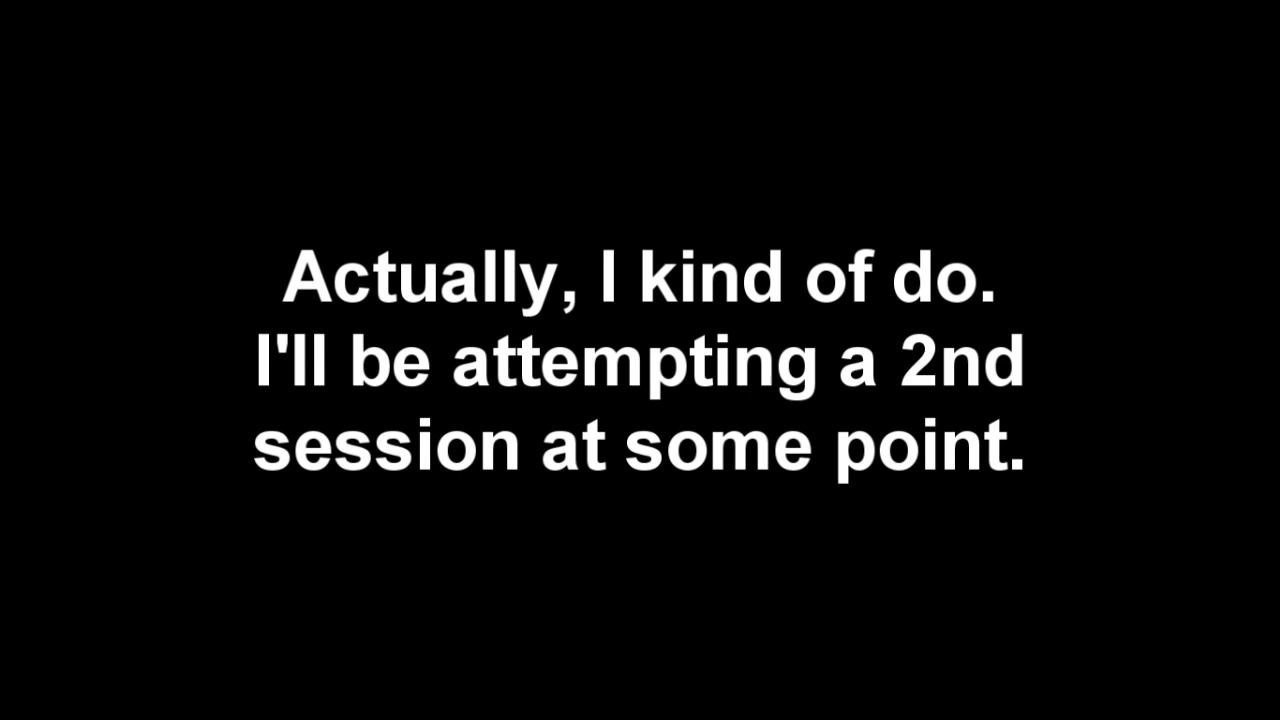 Actually, I kind of do.
I'll be attempting a 2nd
session at some point.